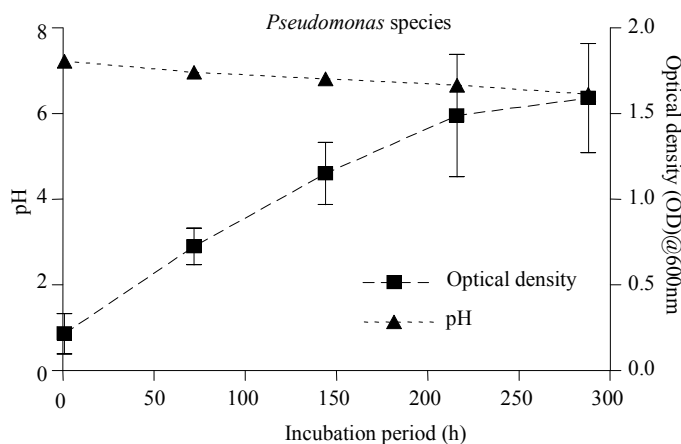 Pseudomonas species
8
6
4
2
0
pH
2.0
1.5
1.0
0.5
0.0
Optical density (OD)@600nm
Optical density
pH
0
50
100
150
200
250
300
Incubation period (h)